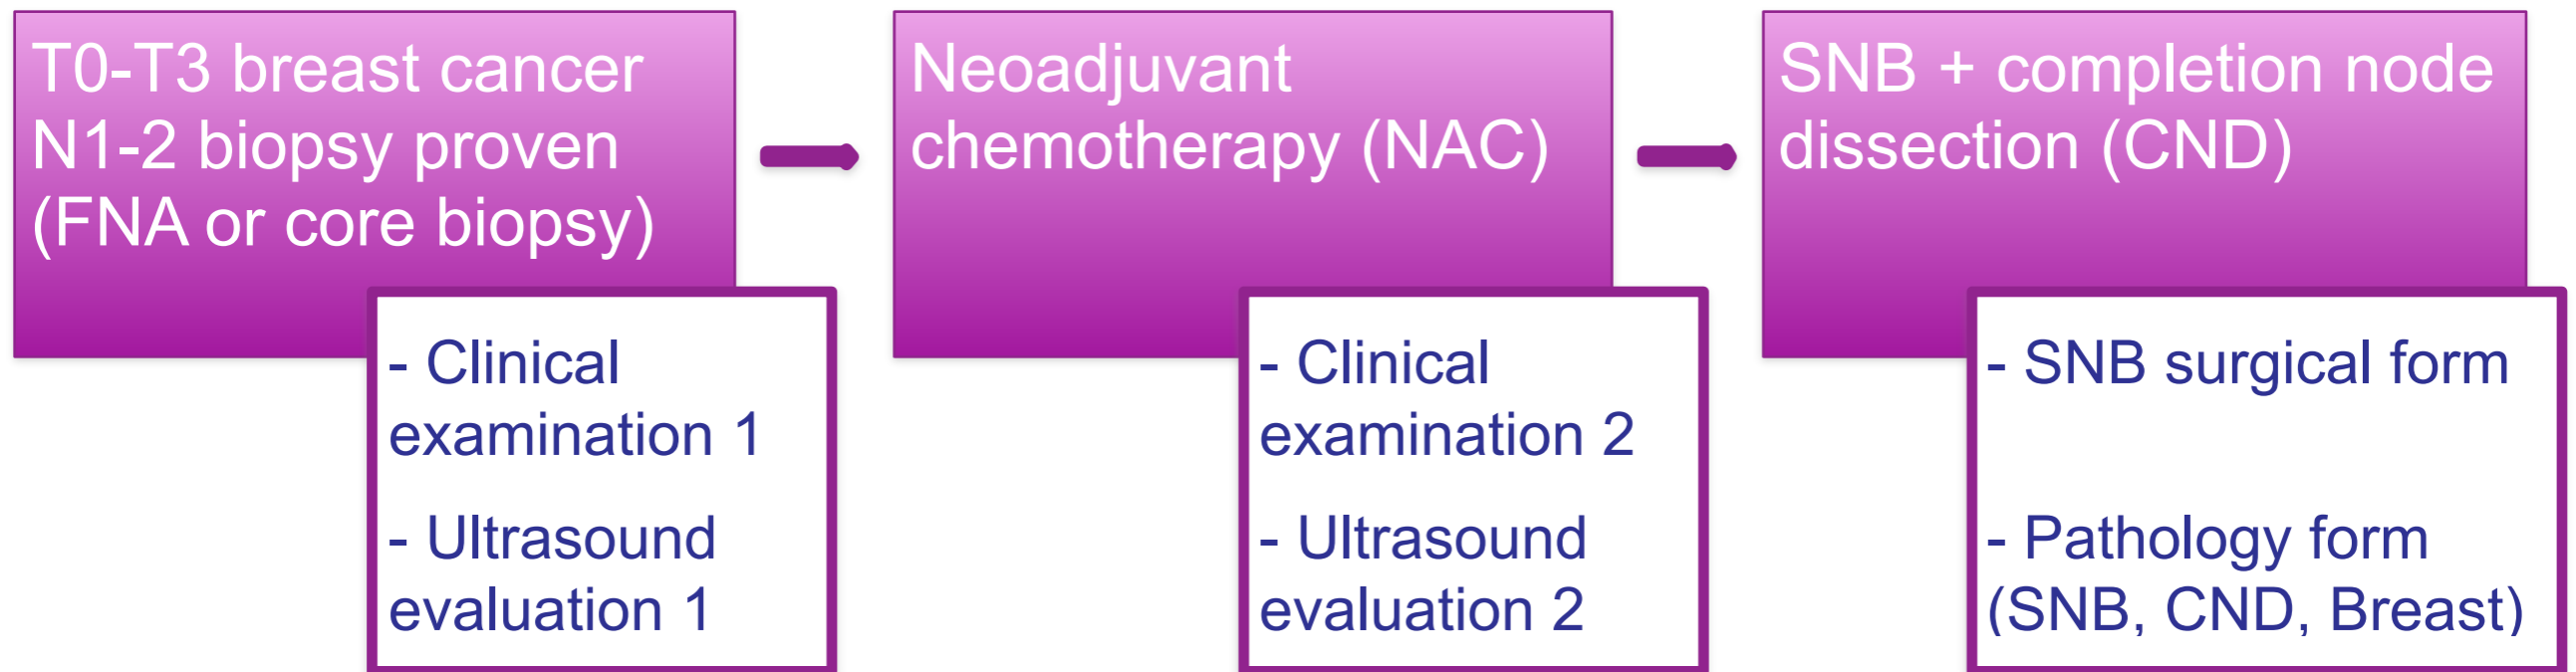 T0-T3 breast cancer
N1-2 biopsy proven
(FNA or core biopsy)
- Clinical
examination 1
- Ultrasound
evaluation 1
Neoadjuvant
chemotherapy (NAC)
- Clinical
examination 2
- Ultrasound
evaluation 2
SNB + completion node
dissection (CND)
- SNB surgical form
- Pathology form
(SNB, CND, Breast)